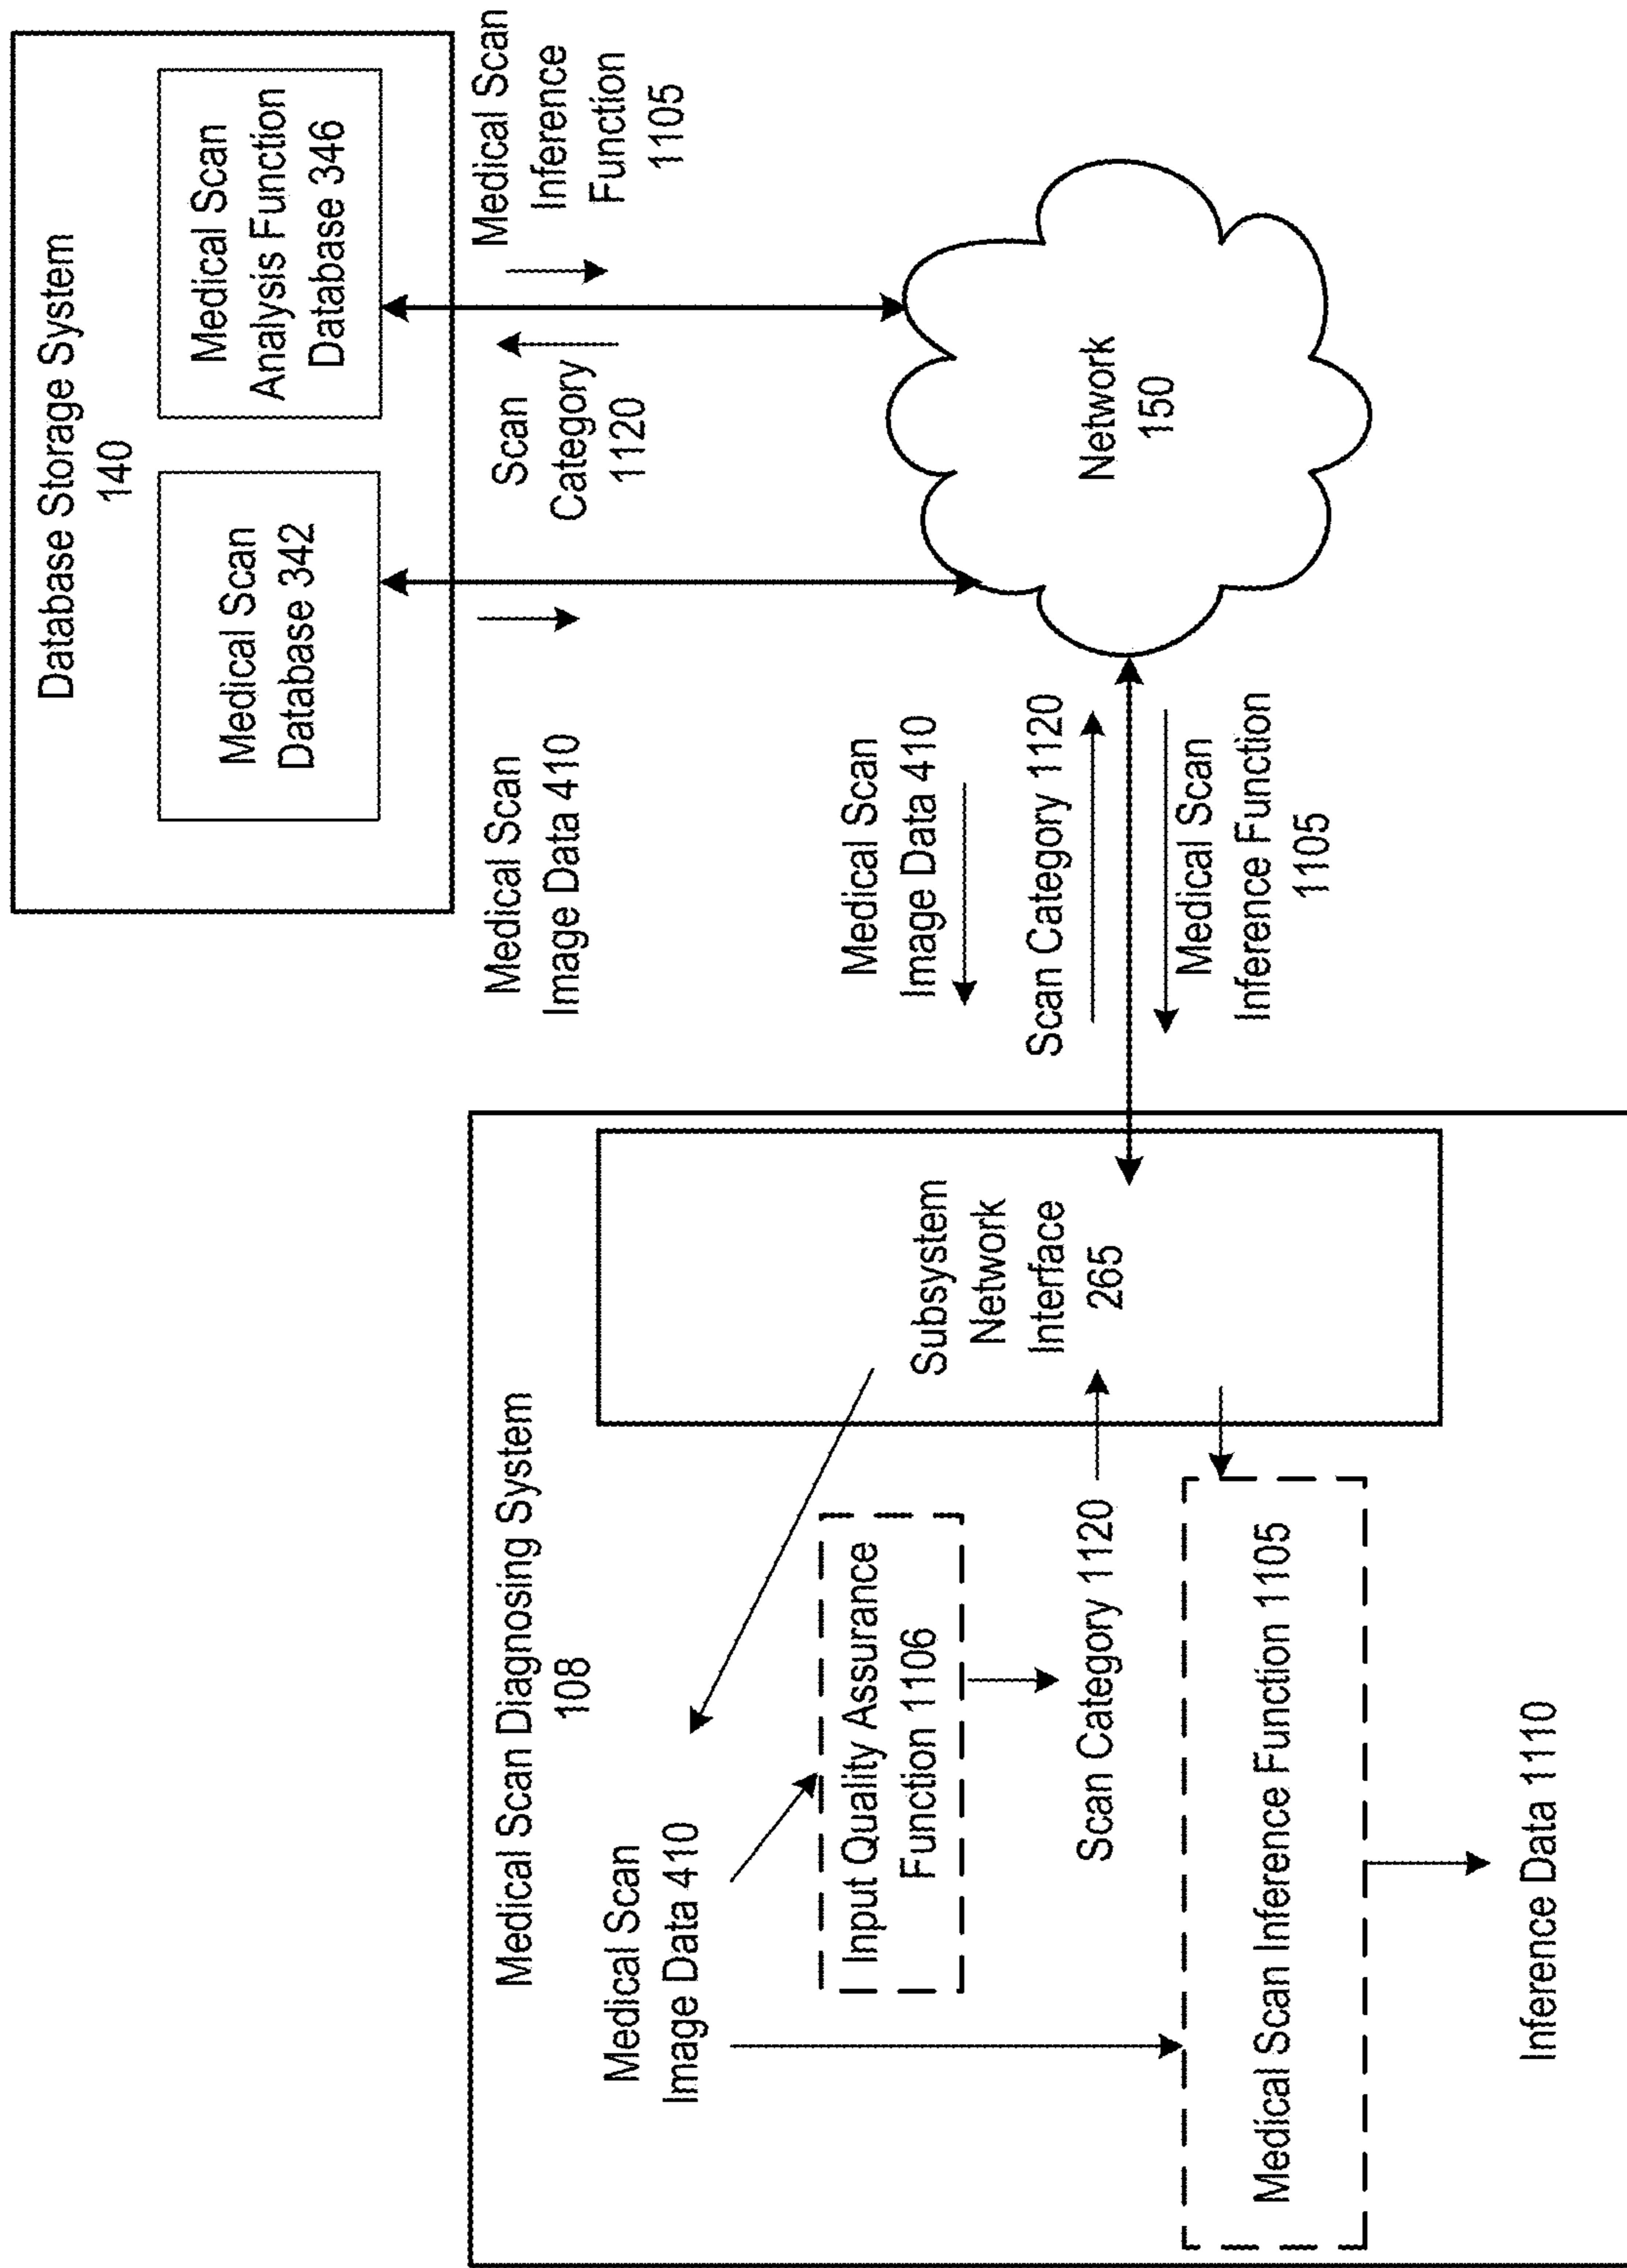 Database Storage System
140
Medical Scan
Database 342
Medical Scan
Analysis Function
Database 346
Medical Scan
Image Data 410
Scan
Category
1120
Medical Scan
Inference
Function
1105
Network
150
Medical Scan
Image Data 410
Scan Category 1120
Medical Scan
Inference Function
1105
Medical Scan Diagnosing System
108
Subsystem
Network
Interface
265
Medical Scan
Image Data 410
Input Quality Assurance
Function 1106
Scan Category 1120
Medical Scan Inference Function 1105
Inference Data 1110